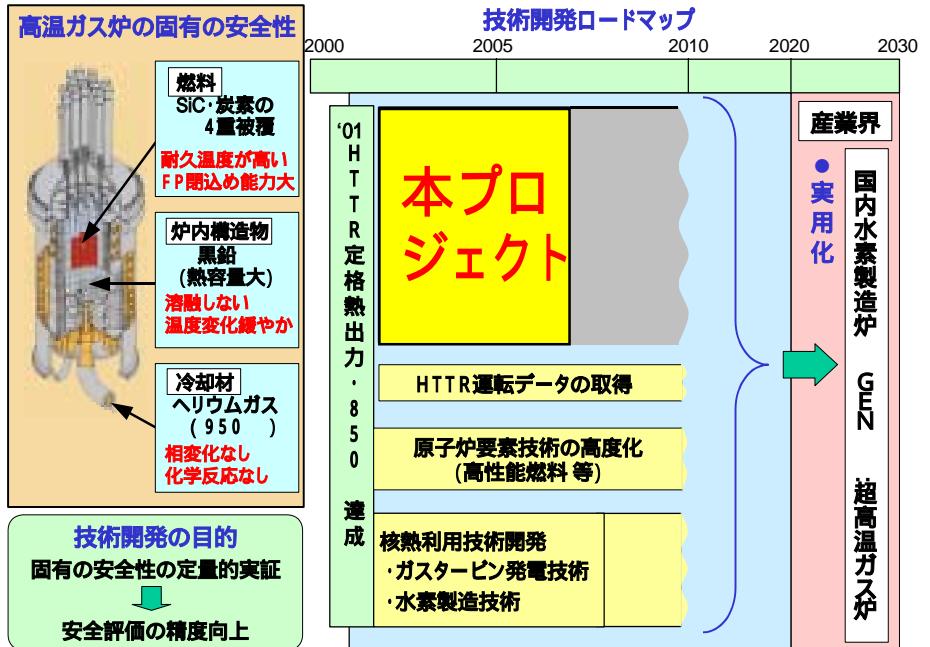 高温ガス炉の固有の安全性
燃料
SiC・炭素の
4重被覆
耐久温度が高い
FP閉込め能力大
炉内構造物
黒鉛
(熱容量大)
溶融しない
温度変化緩やか
冷却材
ヘリウムガス
(950 )
相変化なし
化学反応なし
技術開発の目的
固有の安全性の定量的実証
安全評価の精度向上
技術開発ロードマップ
2000 2005 2010 2020 2030
'01HTTR定格熱出力・850 達成
本プロ
ジェクト
HTTR運転データの取得
原子炉要素技術の高度化
(高性能燃料 等)
核熱利用技術開発
・ガスタービン発電技術
・水素製造技術
産業界
●実用化
国内水素製造炉 GEN :超高温ガス炉